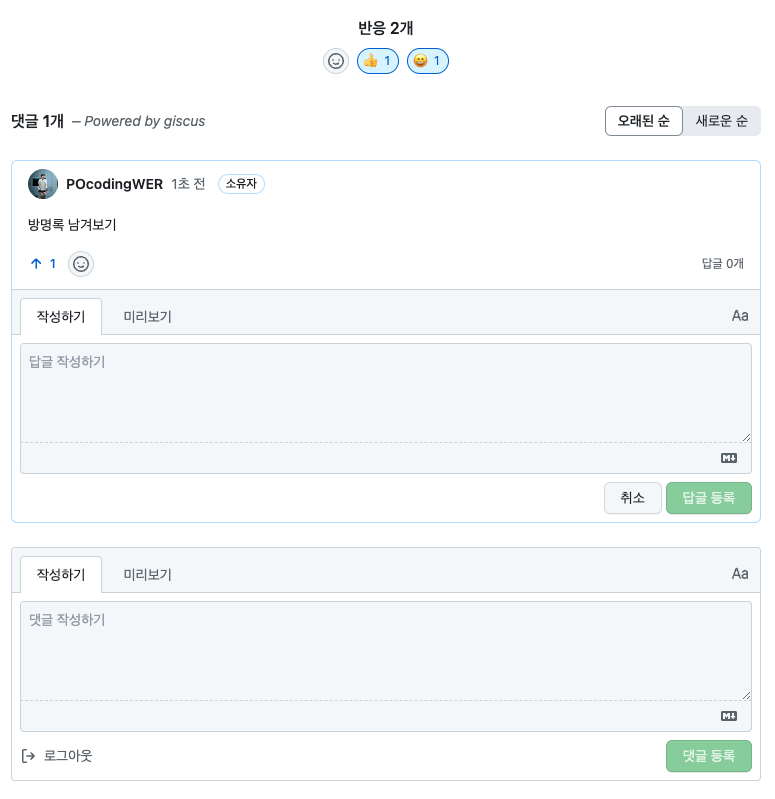 반응 2개
👍 1 😄 1
댓글 1개 – Powered by giscus
오래된 순 새로운 순
POcodingWER 1초 전 소유자
방명록 남겨보기
↑ 1 답글 0개
작성하기 미리보기 Aa
답글 작성하기
M↓
취소 답글 등록
작성하기 미리보기 Aa
댓글 작성하기
M↓
로그아웃 댓글 등록